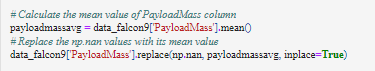 # Calculate the mean value of PayloadMass column
payloadmassavg = data_falcon9['PayloadMass'].mean()
# Replace the np.nan values with its mean value
data_falcon9['PayloadMass'].replace(np.nan, payloadmassavg, inplace=True)